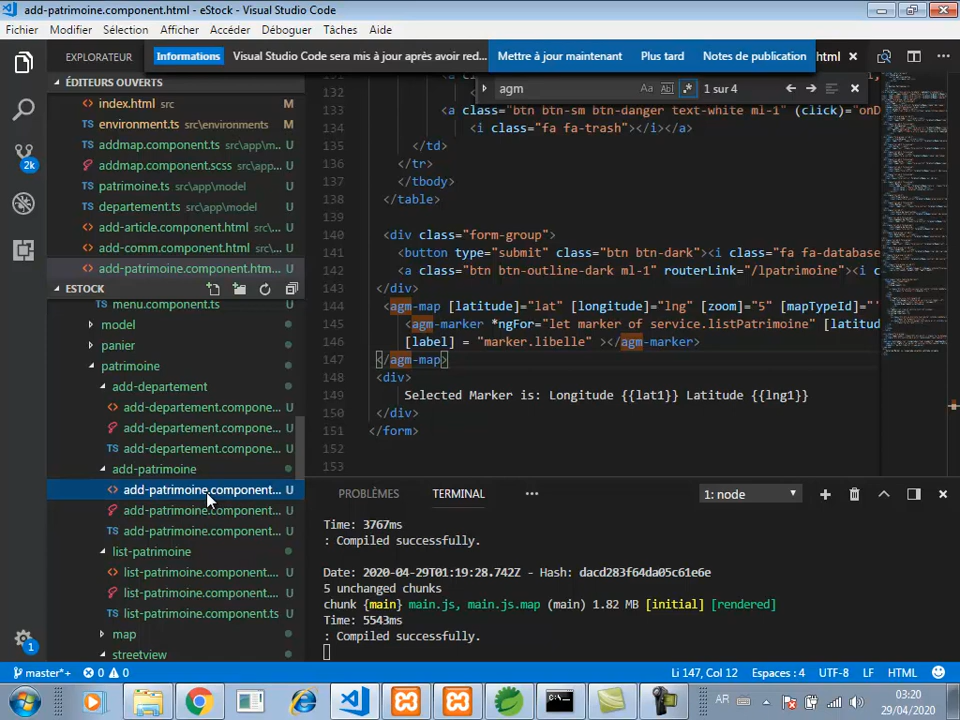 add-patrimoine.component.html - eStock - Visual Studio Code
Fichier Modifier Sélection Afficher Accéder Déboguer Tâches Aide
EXPLORATEUR
Informations Visual Studio Code sera mis à jour après avoir red... Mettre à jour maintenant Plus tard Notes de publication
html
ÉDITEURS OUVERTS
index.html src M
environment.ts src\environments M
addmap.component.ts src\app\m... U
addmap.component.scss src\app... U
patrimoine.ts src\app\model U
departement.ts src\app\model U
add-article.component.html src\... U
add-comm.component.html src\... U
add-patrimoine.component.htm... U
ESTOCK
menu.component.ts U
model
panier
patrimoine
add-departement
add-departement.compone... U
add-departement.compone... U
add-departement.compone... U
add-patrimoine
add-patrimoine.component... U
add-patrimoine.component... U
add-patrimoine.component... U
list-patrimoine
list-patrimoine.component.... U
list-patrimoine.component.... U
list-patrimoine.component.ts U
map
streetview
2k
1
agm Aa Abl .* 1 sur 4
132
133 <a class="btn btn-sm btn-danger text-white ml-1" (click)="onD
134 <i class="fa fa-trash"></i></a>
135 </td>
136 </tr>
137 </tbody>
138 </table>
139
140 <div class="form-group">
141 <button type="submit" class="btn btn-dark"><i class="fa fa-database
142 <a class="btn btn-outline-dark ml-1" routerLink="/lpatrimoine"><i c
143 </div>
144 <agm-map [latitude]="lat" [longitude]="lng" [zoom]="5" [mapTypeId]="'
145 <agm-marker *ngFor="let marker of service.listPatrimoine" [latitud
146 [label] = "marker.libelle" ></agm-marker>
147 </agm-map>
148 <div>
149 Selected Marker is: Longitude {{lat1}} Latitude {{lng1}}
150 </div>
151 </form>
152
153
PROBLÈMES TERMINAL ... 1: node
Time: 3767ms
: Compiled successfully.
Date: 2020-04-29T01:19:28.742Z - Hash: dacd283f64da05c61e6e
5 unchanged chunks
chunk {main} main.js, main.js.map (main) 1.82 MB [initial] [rendered]
Time: 5543ms
: Compiled successfully.
master*+ 0 0 Li 147, Col 12 Espaces : 4 UTF-8 LF HTML
AR 03:20
29/04/2020